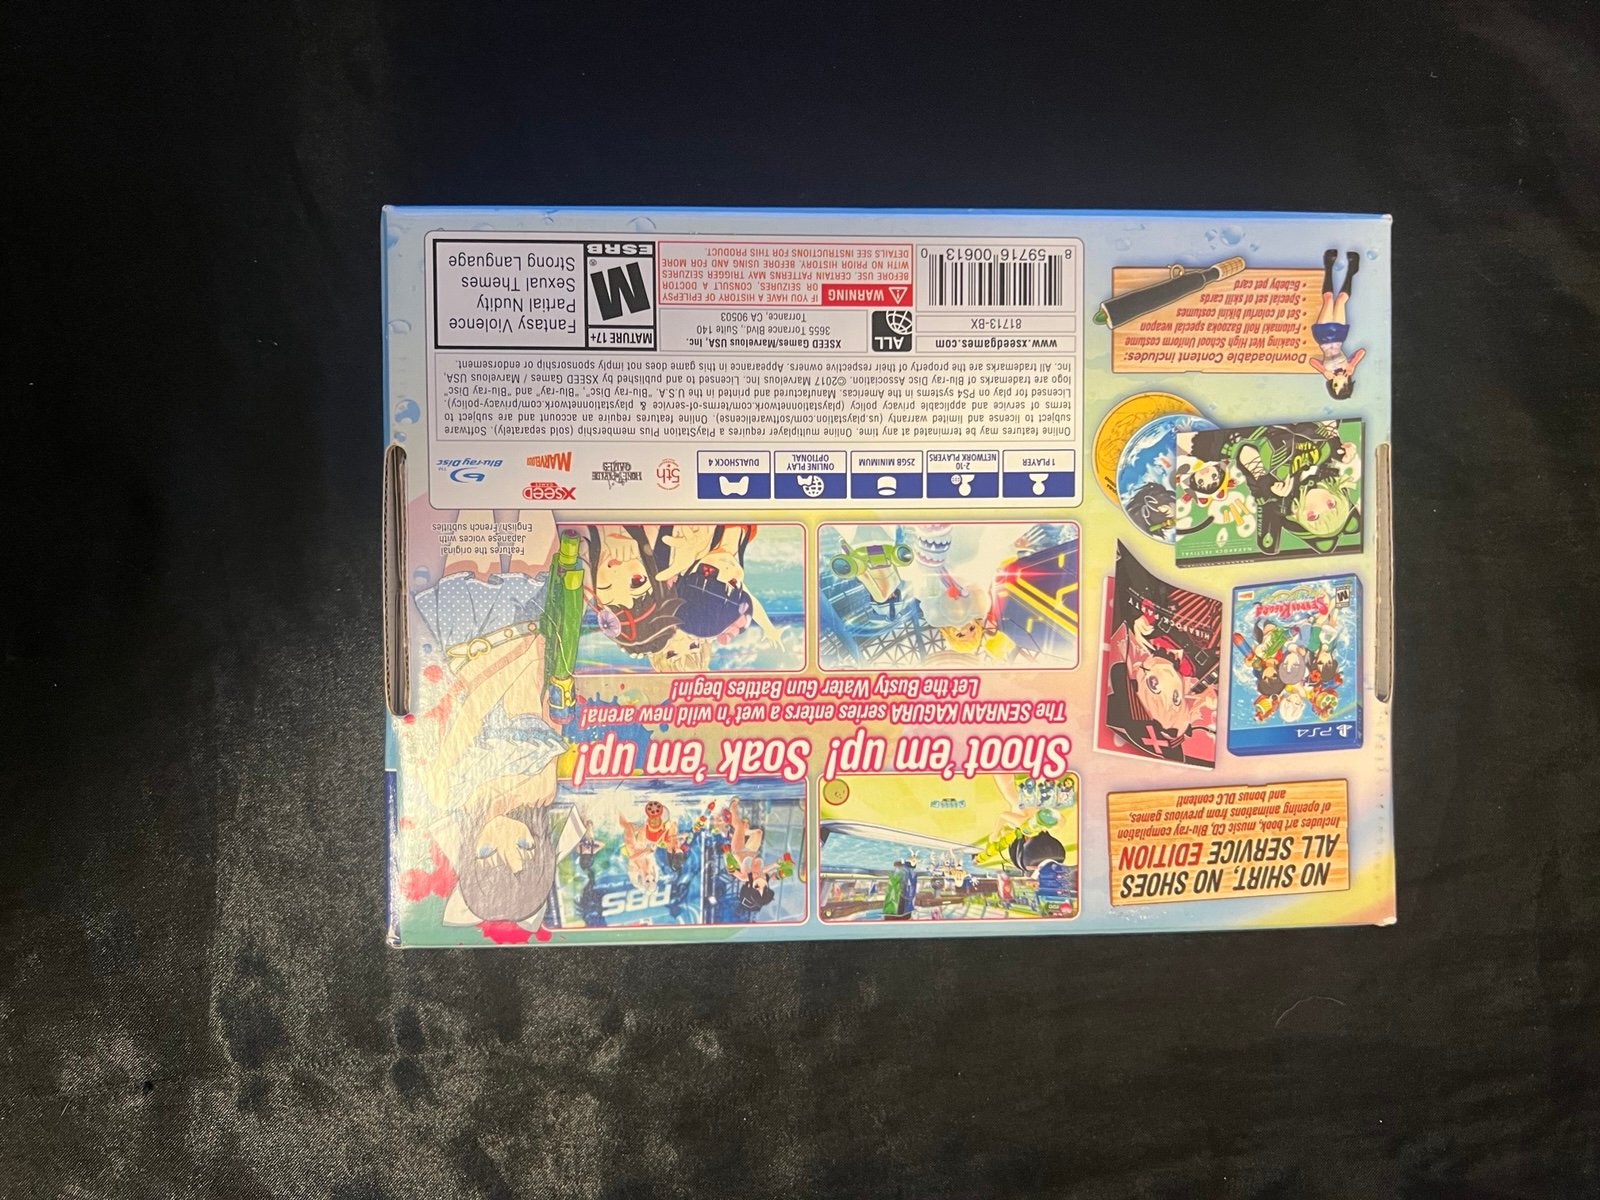 NO SHIRT, NO SHOES
ALL SERVICE EDITION
Includes art book, music CD, Blu-ray compilation
of opening animations from previous games,
and bonus DLC content!
PS4
SENRAN KAGURA
M
Downloadable Content includes:
• Soaking Wet High School Uniform costume
• Futomaki Roll Bazooka special weapon
• Set of colorful bikini costumes
• Special set of skill cards
PBS
Shoot 'em up! Soak 'em up!
The SENRAN KAGURA series enters a wet 'n wild new arena!
Let the Busty Water Gun Battles begin!
Features the original
Japanese voices with
English/French subtitles
1 PLAYER
2-10
NETWORK PLAYERS
25GB MINIMUM
ONLINE PLAY
OPTIONAL
DUALSHOCK 4
5th
HONEY∞PARADE
GAMES
XSEED
GAMES
MARVELOUS!
Blu-ray Disc™
Online features may be terminated at any time. Online multiplayer requires a PlayStation Plus membership (sold separately). Software
subject to license and limited warranty (us.playstation.com/softwarelicense). Online features require an account and are subject to
terms of service and applicable privacy policy (playstationnetwork.com/terms-of-service & playstationnetwork.com/privacy-policy).
Licensed for play on PS4 systems in the Americas. Manufactured and printed in the U.S.A. "Blu-ray Disc", "Blu-ray" and "Blu-ray Disc"
logo are trademarks of Blu-ray Disc Association. ©2017 Marvelous Inc. Licensed to and published by XSEED Games / Marvelous USA,
Inc. All trademarks are the property of their respective owners. Appearance in this game does not imply sponsorship or endorsement.
www.xseedgames.com
81713-BX
8 59716 00613 0
ALL
XSEED Games/Marvelous USA, Inc.
3655 Torrance Blvd., Suite 140
Torrance, CA 90503
WARNING
IF YOU HAVE A HISTORY OF EPILEPSY
OR SEIZURES, CONSULT A DOCTOR
BEFORE USE. CERTAIN PATTERNS MAY TRIGGER SEIZURES
WITH NO PRIOR HISTORY. BEFORE USING AND FOR MORE
DETAILS SEE INSTRUCTIONS FOR THIS PRODUCT.
MATURE 17+
M®
ESRB
Fantasy Violence
Partial Nudity
Sexual Themes
Strong Language